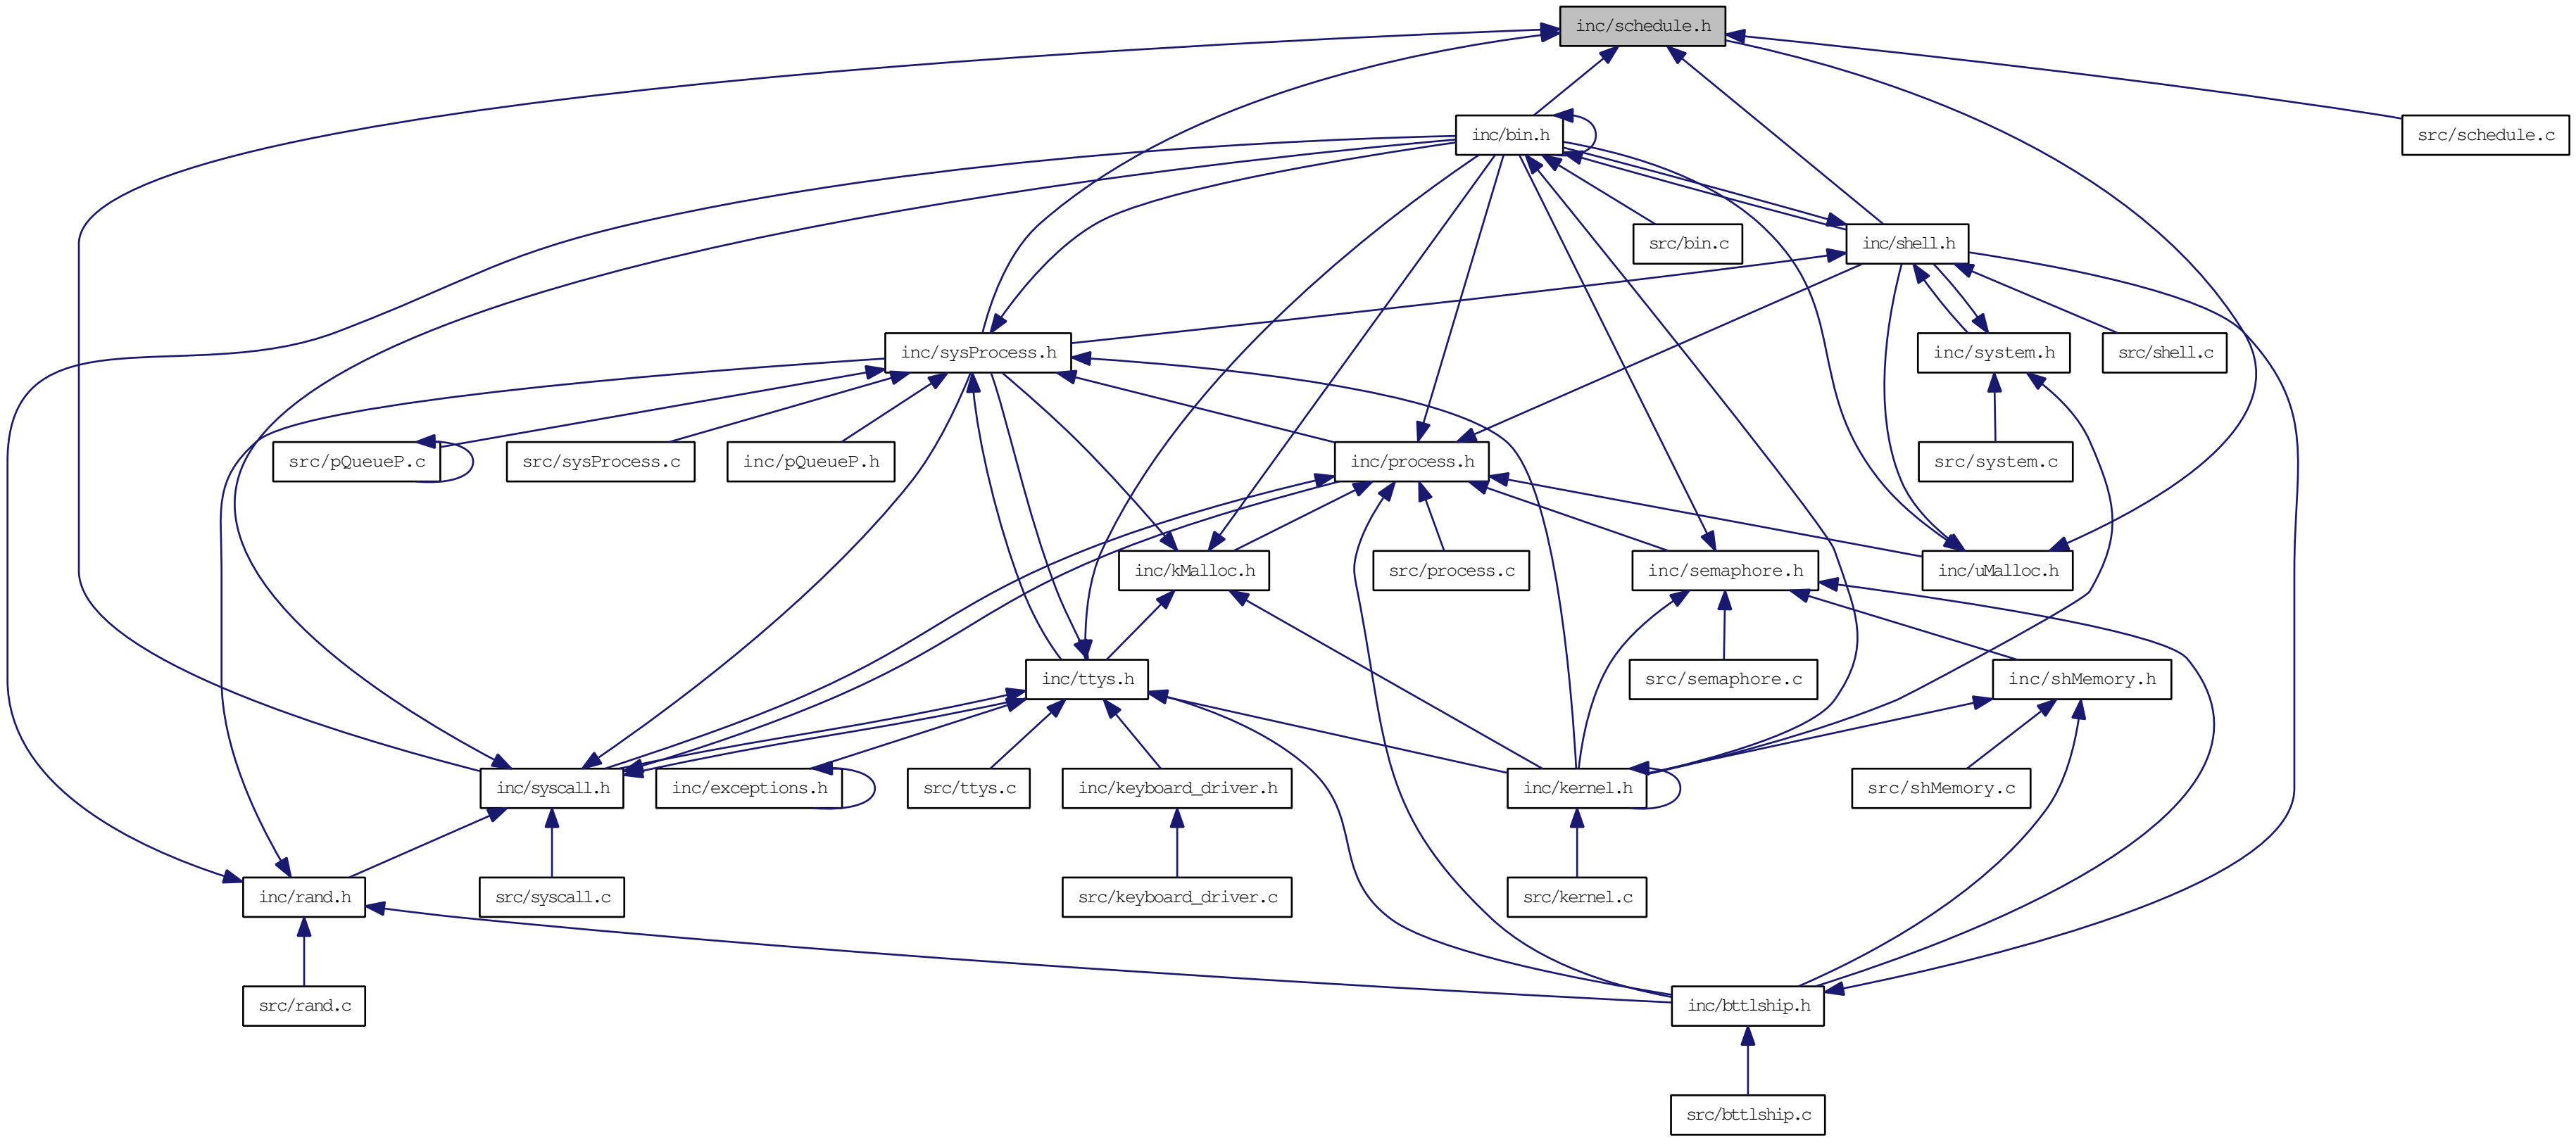 inc/schedule.h
inc/bin.h
src/schedule.c
src/bin.c
inc/shell.h
inc/sysProcess.h
inc/system.h
src/shell.c
src/pQueueP.c
src/sysProcess.c
inc/pQueueP.h
inc/process.h
src/system.c
inc/kMalloc.h
src/process.c
inc/semaphore.h
inc/uMalloc.h
inc/ttys.h
src/semaphore.c
inc/shMemory.h
inc/syscall.h
inc/exceptions.h
src/ttys.c
inc/keyboard_driver.h
inc/kernel.h
src/shMemory.c
inc/rand.h
src/syscall.c
src/keyboard_driver.c
src/kernel.c
src/rand.c
inc/bttlship.h
src/bttlship.c